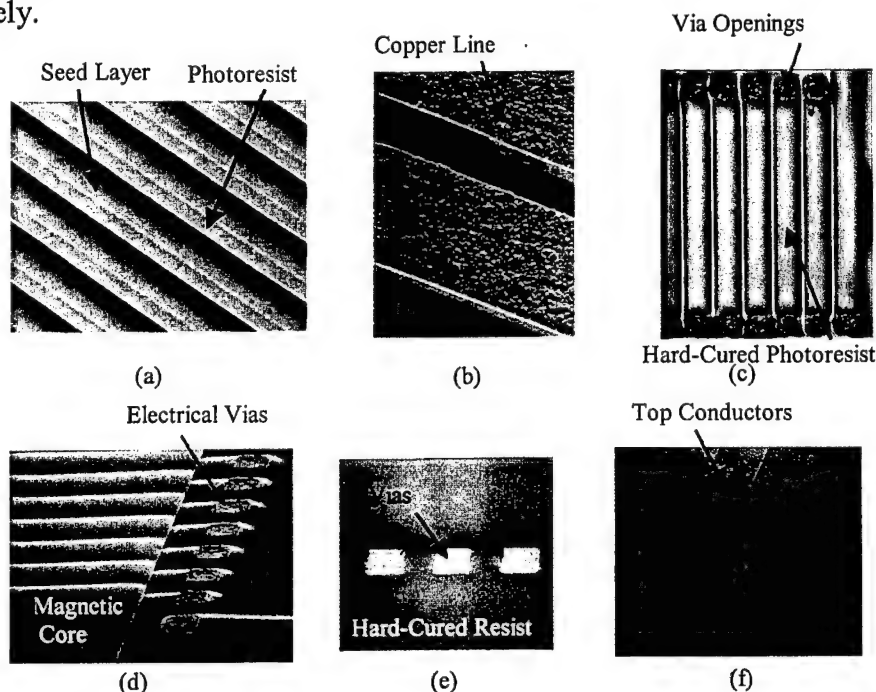 ely.
Seed Layer
Photoresist
Copper Line
Via Openings
Hard-Cured Photoresist
(a)
(b)
(c)
Electrical Vias
Top Conductors
Magnetic
Core
Hard-Cured Resist
(d)
(e)
(f)